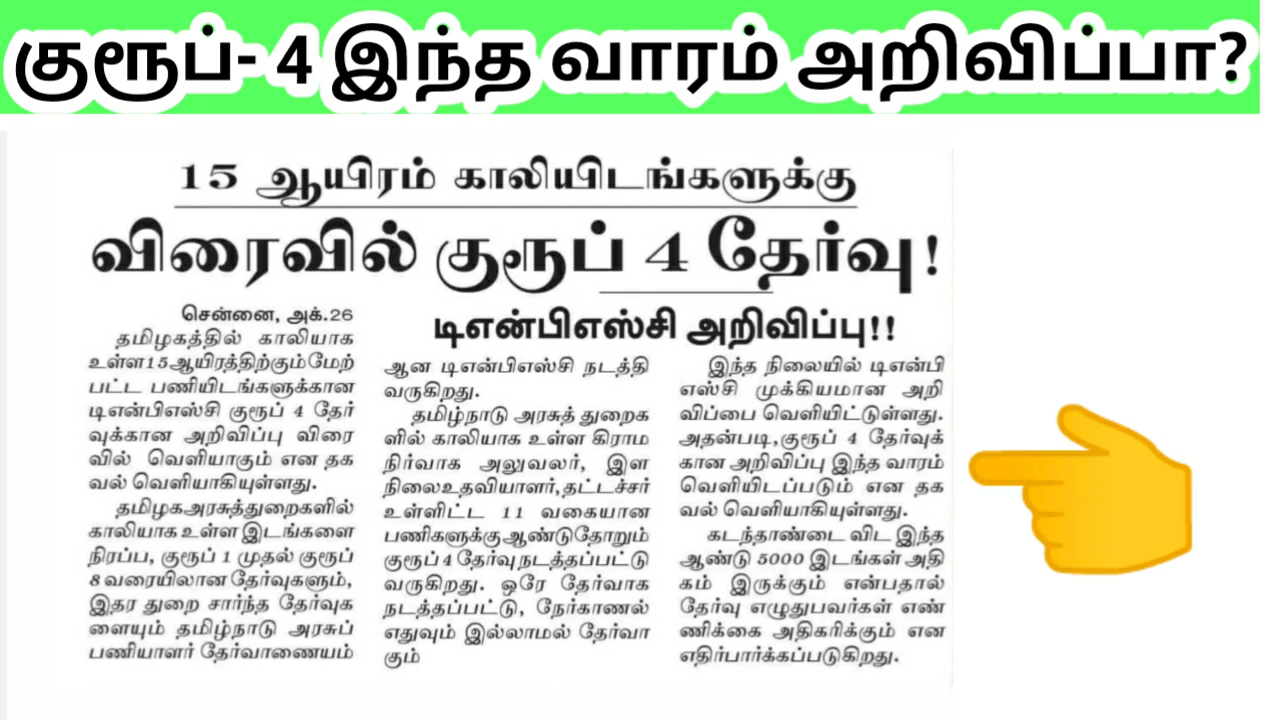 குரூப்- 4 இந்த வாரம் அறிவிப்பா?
15 ஆயிரம் காலியிடங்களுக்கு
விரைவில் குரூப் 4 தேர்வு!
டிஎன்பிஎஸ்சி அறிவிப்பு!!
சென்னை, அக்.26
தமிழகத்தில் காலியாக
உள்ள 15 ஆயிரத்திற்கும் மேற்
பட்ட பணியிடங்களுக்கான
டிஎன்பிஎஸ்சி குரூப் 4 தேர்
வுக்கான அறிவிப்பு விரை
வில் வெளியாகும் என தக
வல் வெளியாகியுள்ளது.
தமிழக அரசுத்துறைகளில்
காலியாக உள்ள இடங்களை
நிரப்ப, குரூப் 1 முதல் குரூப்
8 வரையிலான தேர்வுகளும்,
இதர துறை சார்ந்த தேர்வுக
ளையும் தமிழ்நாடு அரசுப்
பணியாளர் தேர்வாணையம்
ஆன டிஎன்பிஎஸ்சி நடத்தி
வருகிறது.
தமிழ்நாடு அரசுத் துறைக
ளில் காலியாக உள்ள கிராம
நிர்வாக அலுவலர், இள
நிலை உதவியாளர், தட்டச்சர்
உள்ளிட்ட 11 வகையான
பணிகளுக்கு ஆண்டுதோறும்
குரூப் 4 தேர்வு நடத்தப்பட்டு
வருகிறது. ஒரே தேர்வாக
நடத்தப்பட்டு, நேர்காணல்
எதுவும் இல்லாமல் தேர்வா
கும்
இந்த நிலையில் டிஎன்பி
எஸ்சி முக்கியமான அறி
விப்பை வெளியிட்டுள்ளது.
அதன்படி, குரூப் 4 தேர்வுக்
கான அறிவிப்பு இந்த வாரம்
வெளியிடப்படும் என தக
வல் வெளியாகியுள்ளது.
கடந்தாண்டை விட இந்த
ஆண்டு 5000 இடங்கள் அதி
கம் இருக்கும் என்பதால்
தேர்வு எழுதுபவர்கள் எண்
ணிக்கை அதிகரிக்கும் என
எதிர்பார்க்கப்படுகிறது.